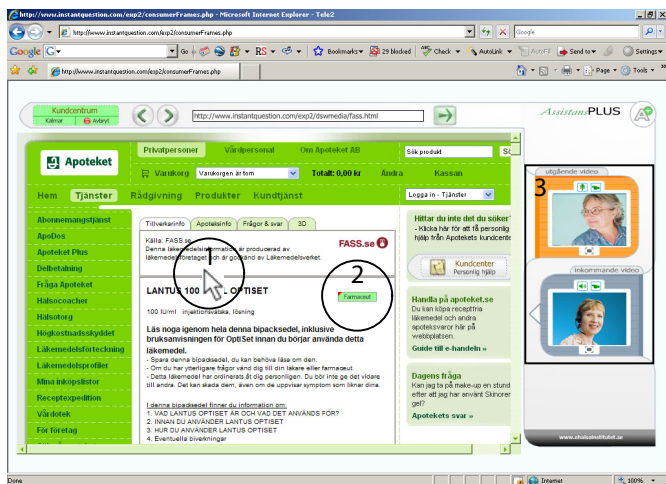 http://www.instantquestion.com/exp2/consumerFrames.php - Microsoft Internet Explorer - Tele2
http://www.instantquestion.com/exp2/consumerFrames.php
Google
Google G
Go
RS
Bookmarks
29 blocked
Check
AutoLink
AutoFill
Send to
Settings
http://www.instantquestion.com/exp2/consumerFrames.php
Page
Tools
Kundcentrum
Kalmar
Avbryt
http://www.instantquestion.com/exp2/dswmedia/fass.html
AssistansPLUS
Apoteket
Privatpersoner
Vårdpersonal
Om Apoteket AB
Sök produkt
Varukorg
Varukorgen är tom
Totalt: 0,00 kr
Ändra
Kassan
Hem
Tjänster
Rådgivning
Produkter
Kundtjänst
Logga in - Tjänster
Abonnemangstjänst
ApoDos
Apoteket Plus
Delbetalning
Fråga Apoteket
Hälsocoacher
Hälsotorg
Högkostnadsskyddet
Läkemedelsförteckning
Läkemedelsprofiler
Mina inköpslistor
Receptexpedition
Vårdotek
För företag
Tillverkarinfo
Apoteksinfo
Frågor & svar
3D
Källa: FASS.se
Denna läkemedelsinformation är producerad av
läkemedelsföretaget och är godkänd av Läkemedelsverket.
FASS.se
1
2
LANTUS 100 OPTISET
Farmaceut
100 IU/ml injektionsvätska, lösning
Läs noga igenom hela denna bipacksedel, inklusive
bruksanvisningen för OptiSet innan du börjar använda detta
läkemedel.
- Spara denna bipacksedel, du kan behöva läsa om den.
- Om du har ytterligare frågor vänd dig till din läkare eller farmaceut.
- Detta läkemedel har ordinerats åt dig personligen. Du bör inte ge det vidare
till andra. Det kan skada dem, även om de uppvisar symptom som liknar dina.
I denna bipacksedel finner du information om:
1. VAD LANTUS OPTISET ÄR OCH VAD DET ANVÄNDS FÖR?
2. INNAN DU ANVÄNDER LANTUS OPTISET
3. HUR DU ANVÄNDER LANTUS OPTISET
4. Eventuella biverkningar
Hittar du inte det du söker?
- Klicka här för att få personlig
hjälp från Apotekets kundcente
Kundcenter
Personlig hjälp
Handla på apoteket.se
Du kan köpa receptfria
läkemedel och andra
apoteksvaror här på
webbplatsen.
Guide till e-handeln »
Dagens fråga
Kan jag ta på make-up en stund
efter att jag har använt Skinoren
gel?
Apotekets svar »
3
utgående video
inkommande video
www.ehalsainstitutet.se
Done
Internet
100%